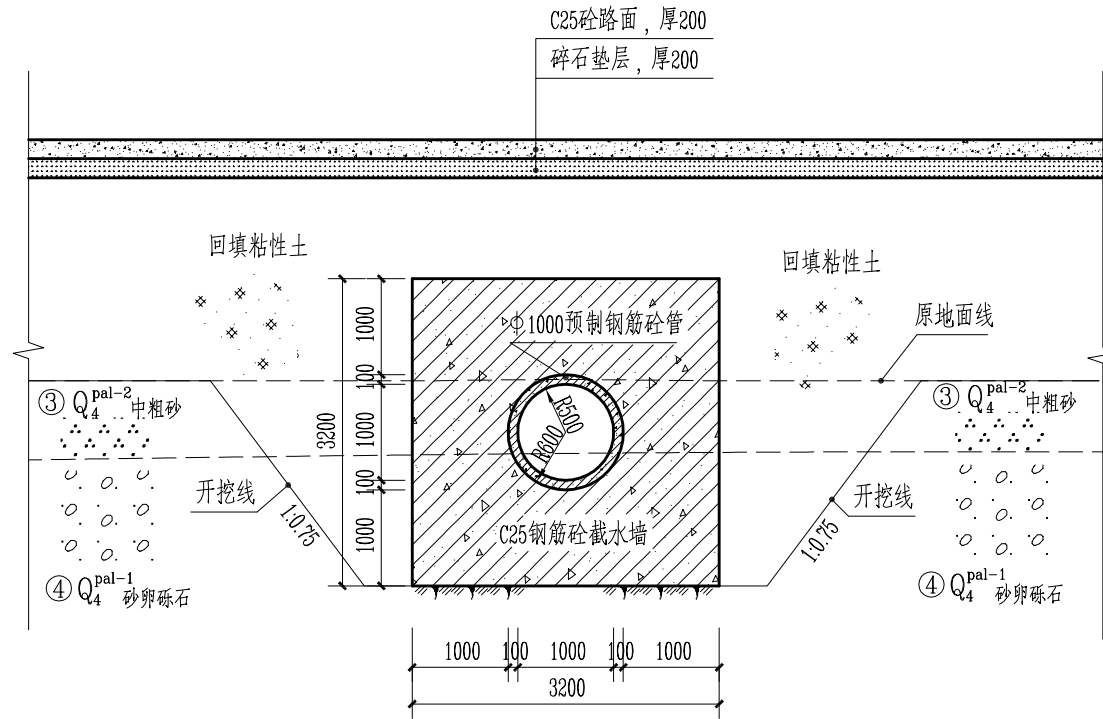 C25砼路面，厚200
碎石垫层，厚200
回填粘性土
回填粘性土
原地面线
ϕ1000预制钢筋砼管
③ Q₄ᵖᵃˡ⁻² 中粗砂
③ Q₄ᵖᵃˡ⁻² 中粗砂
1000
100
1000
100
1000
3200
R500
R600
开挖线
开挖线
1:0.75
1:0.75
C25钢筋砼截水墙
④ Q₄ᵖᵃˡ⁻¹ 砂卵砾石
④ Q₄ᵖᵃˡ⁻¹ 砂卵砾石
1000 100 1000 100 1000
3200